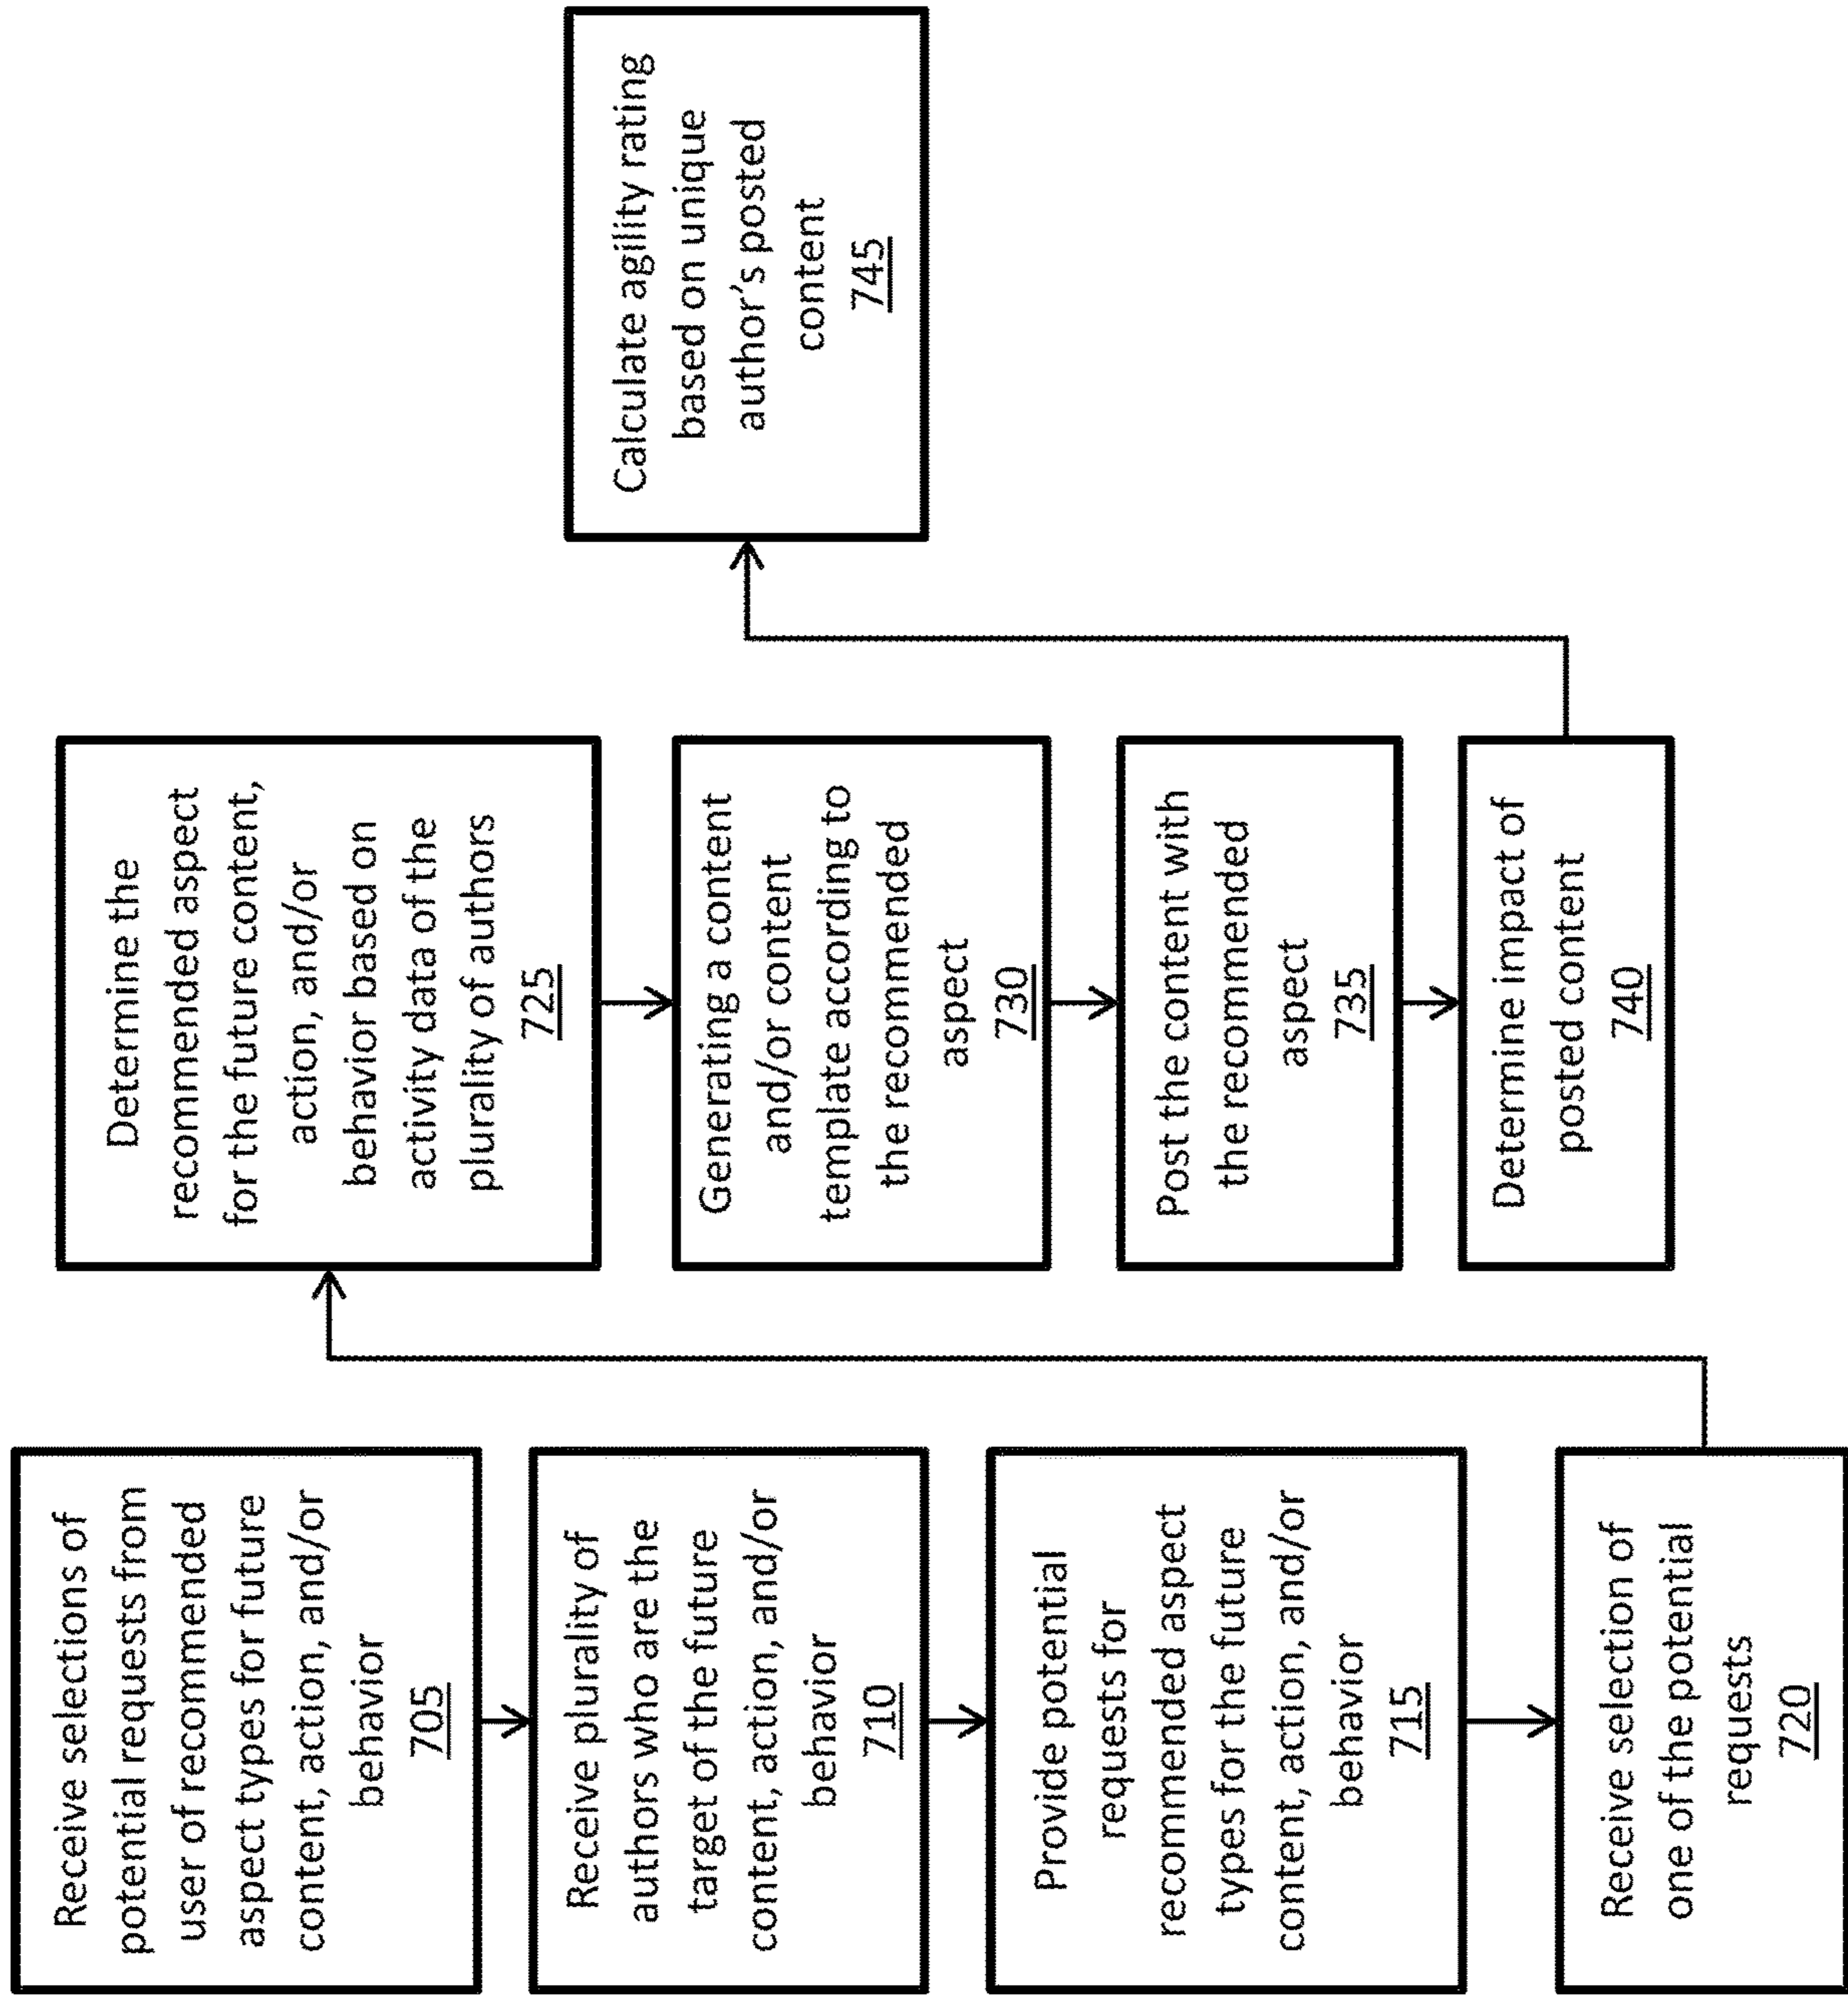 Receive selections of
potential requests from
user of recommended
aspect types for future
content, action, and/or
behavior
705
Receive plurality of
authors who are the
target of the future
content, action, and/or
behavior
710
Provide potential
requests for
recommended aspect
types for the future
content, action, and/or
behavior
715
Receive selection of
one of the potential
requests
720
Determine the
recommended aspect
for the future content,
action, and/or
behavior based on
activity data of the
plurality of authors
725
Generating a content
and/or content
template according to
the recommended
aspect
730
Post the content with
the recommended
aspect
735
Determine impact of
posted content
740
Calculate agility rating
based on unique
author's posted
content
745